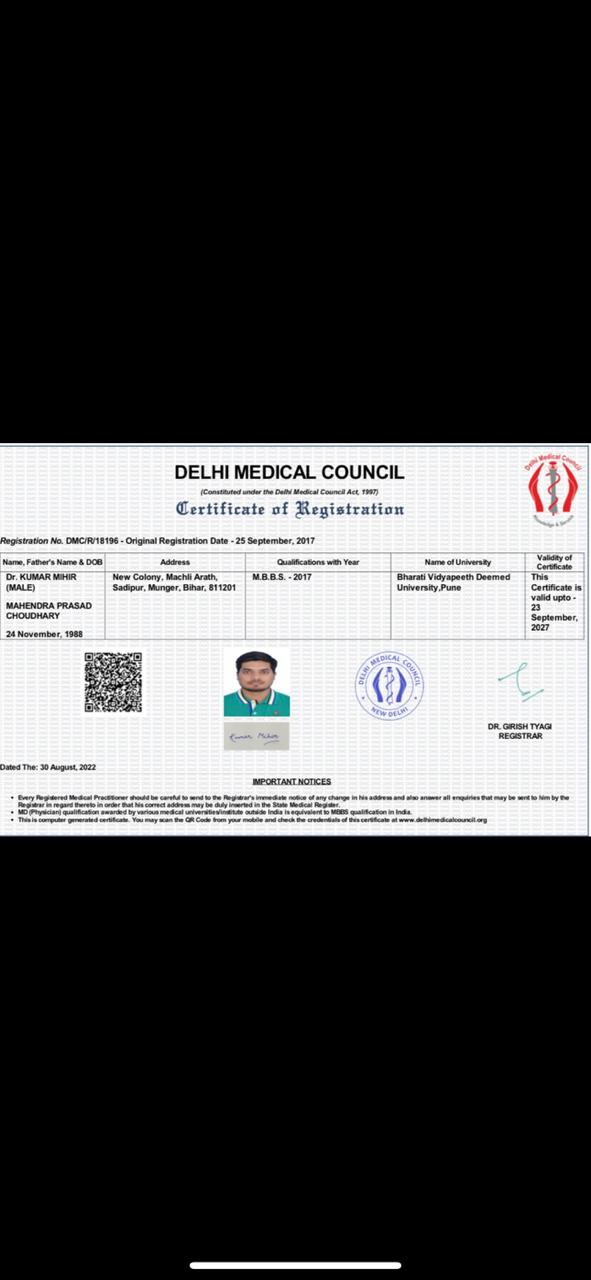 DELHI MEDICAL COUNCIL
(Constituted under the Delhi Medical Council Act, 1997)
Certificate of Registration
Delhi Medical Council
Knowledge & Service
Registration No. DMC/R/18196 - Original Registration Date - 25 September, 2017
Name, Father's Name & DOB
Address
Qualifications with Year
Name of University
Validity of
Certificate
Dr. KUMAR MIHIR
(MALE)
MAHENDRA PRASAD
CHOUDHARY
24 November, 1988
New Colony, Machli Arath,
Sadipur, Munger, Bihar, 811201
M.B.B.S. - 2017
Bharati Vidyapeeth Deemed
University,Pune
This
Certificate is
valid upto -
23
September,
2027
Kumar Mihir
DELHI MEDICAL COUNCIL
NEW DELHI
DR. GIRISH TYAGI
REGISTRAR
Dated The: 30 August, 2022
IMPORTANT NOTICES
• Every Registered Medical Practitioner should be careful to send to the Registrar's immediate notice of any change in his address and also answer all enquiries that may be sent to him by the
Registrar in regard thereto in order that his correct address may be duly inserted in the State Medical Register.
• MD (Physician) qualification awarded by various medical universities/institute outside India is equivalent to MBBS qualification in India.
• This is computer generated certificate. You may scan the QR Code from your mobile and check the credentials of this certificate at www.delhimedicalcouncil.org